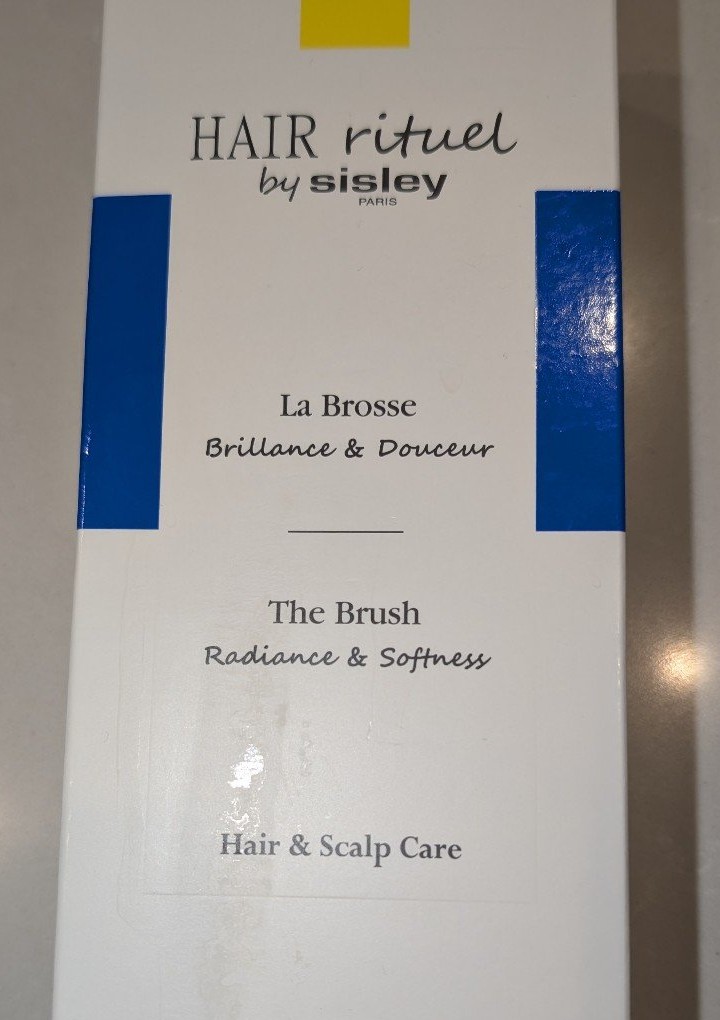 HAIR rituel
by sisley
PARIS
La Brosse
Brillance & Douceur
The Brush
Radiance & Softness
Hair & Scalp Care